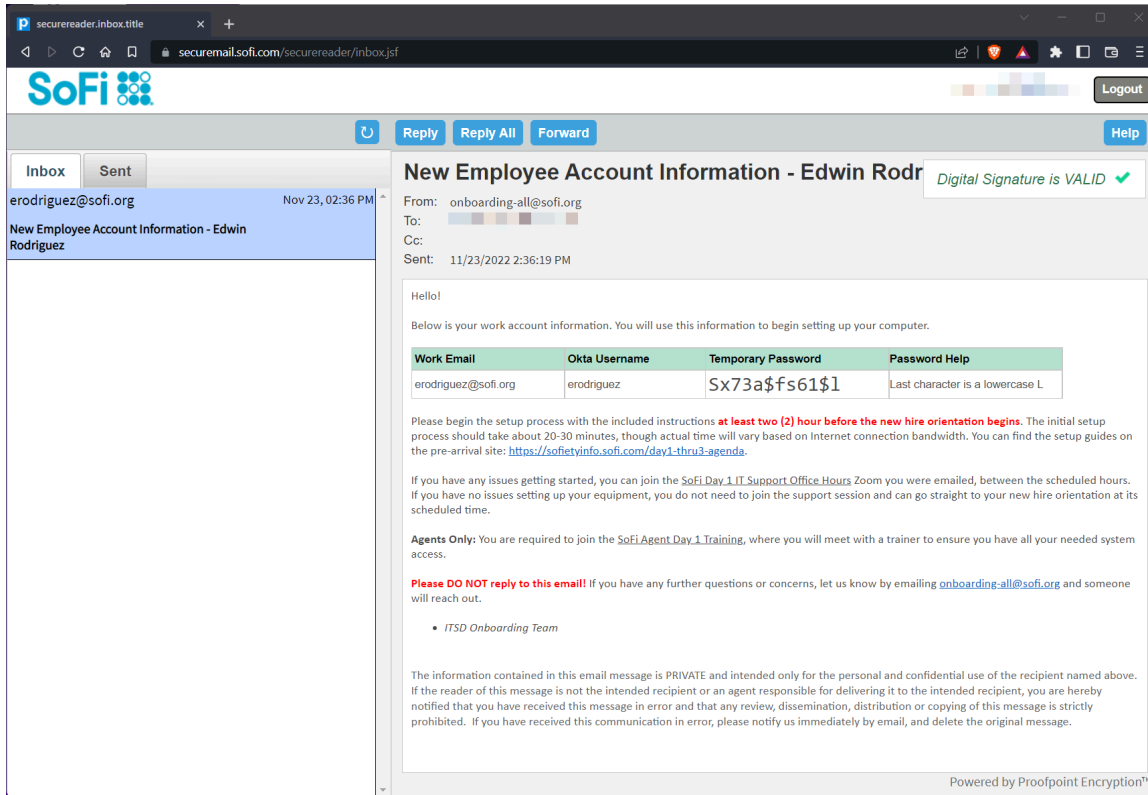 securereader.inbox.title
securemail.sofi.com/securereader/inbox.jsf
SoFi
Logout
Reply
Reply All
Forward
Help
Inbox
Sent
erodriguez@sofi.org
Nov 23, 02:36 PM
New Employee Account Information - Edwin
Rodriguez
New Employee Account Information - Edwin Rodr
Digital Signature is VALID
From: onboarding-all@sofi.org
To:
Cc:
Sent: 11/23/2022 2:36:19 PM
Hello!
Below is your work account information. You will use this information to begin setting up your computer.
Work Email Okta Username Temporary Password Password Help
erodriguez@sofi.org erodriguez Sx73a$fs61$l Last character is a lowercase L
Please begin the setup process with the included instructions at least two (2) hour before the new hire orientation begins. The initial setup
process should take about 20-30 minutes, though actual time will vary based on Internet connection bandwidth. You can find the setup guides on
the pre-arrival site: https://sofietyinfo.sofi.com/day1-thru3-agenda.
If you have any issues getting started, you can join the SoFi Day 1 IT Support Office Hours Zoom you were emailed, between the scheduled hours.
If you have no issues setting up your equipment, you do not need to join the support session and can go straight to your new hire orientation at its
scheduled time.
Agents Only: You are required to join the SoFi Agent Day 1 Training, where you will meet with a trainer to ensure you have all your needed system
access.
Please DO NOT reply to this email! If you have any further questions or concerns, let us know by emailing onboarding-all@sofi.org and someone
will reach out.
• ITSD Onboarding Team
The information contained in this email message is PRIVATE and intended only for the personal and confidential use of the recipient named above.
If the reader of this message is not the intended recipient or an agent responsible for delivering it to the intended recipient, you are hereby
notified that you have received this message in error and that any review, dissemination, distribution or copying of this message is strictly
prohibited. If you have received this communication in error, please notify us immediately by email, and delete the original message.
Powered by Proofpoint Encryption™